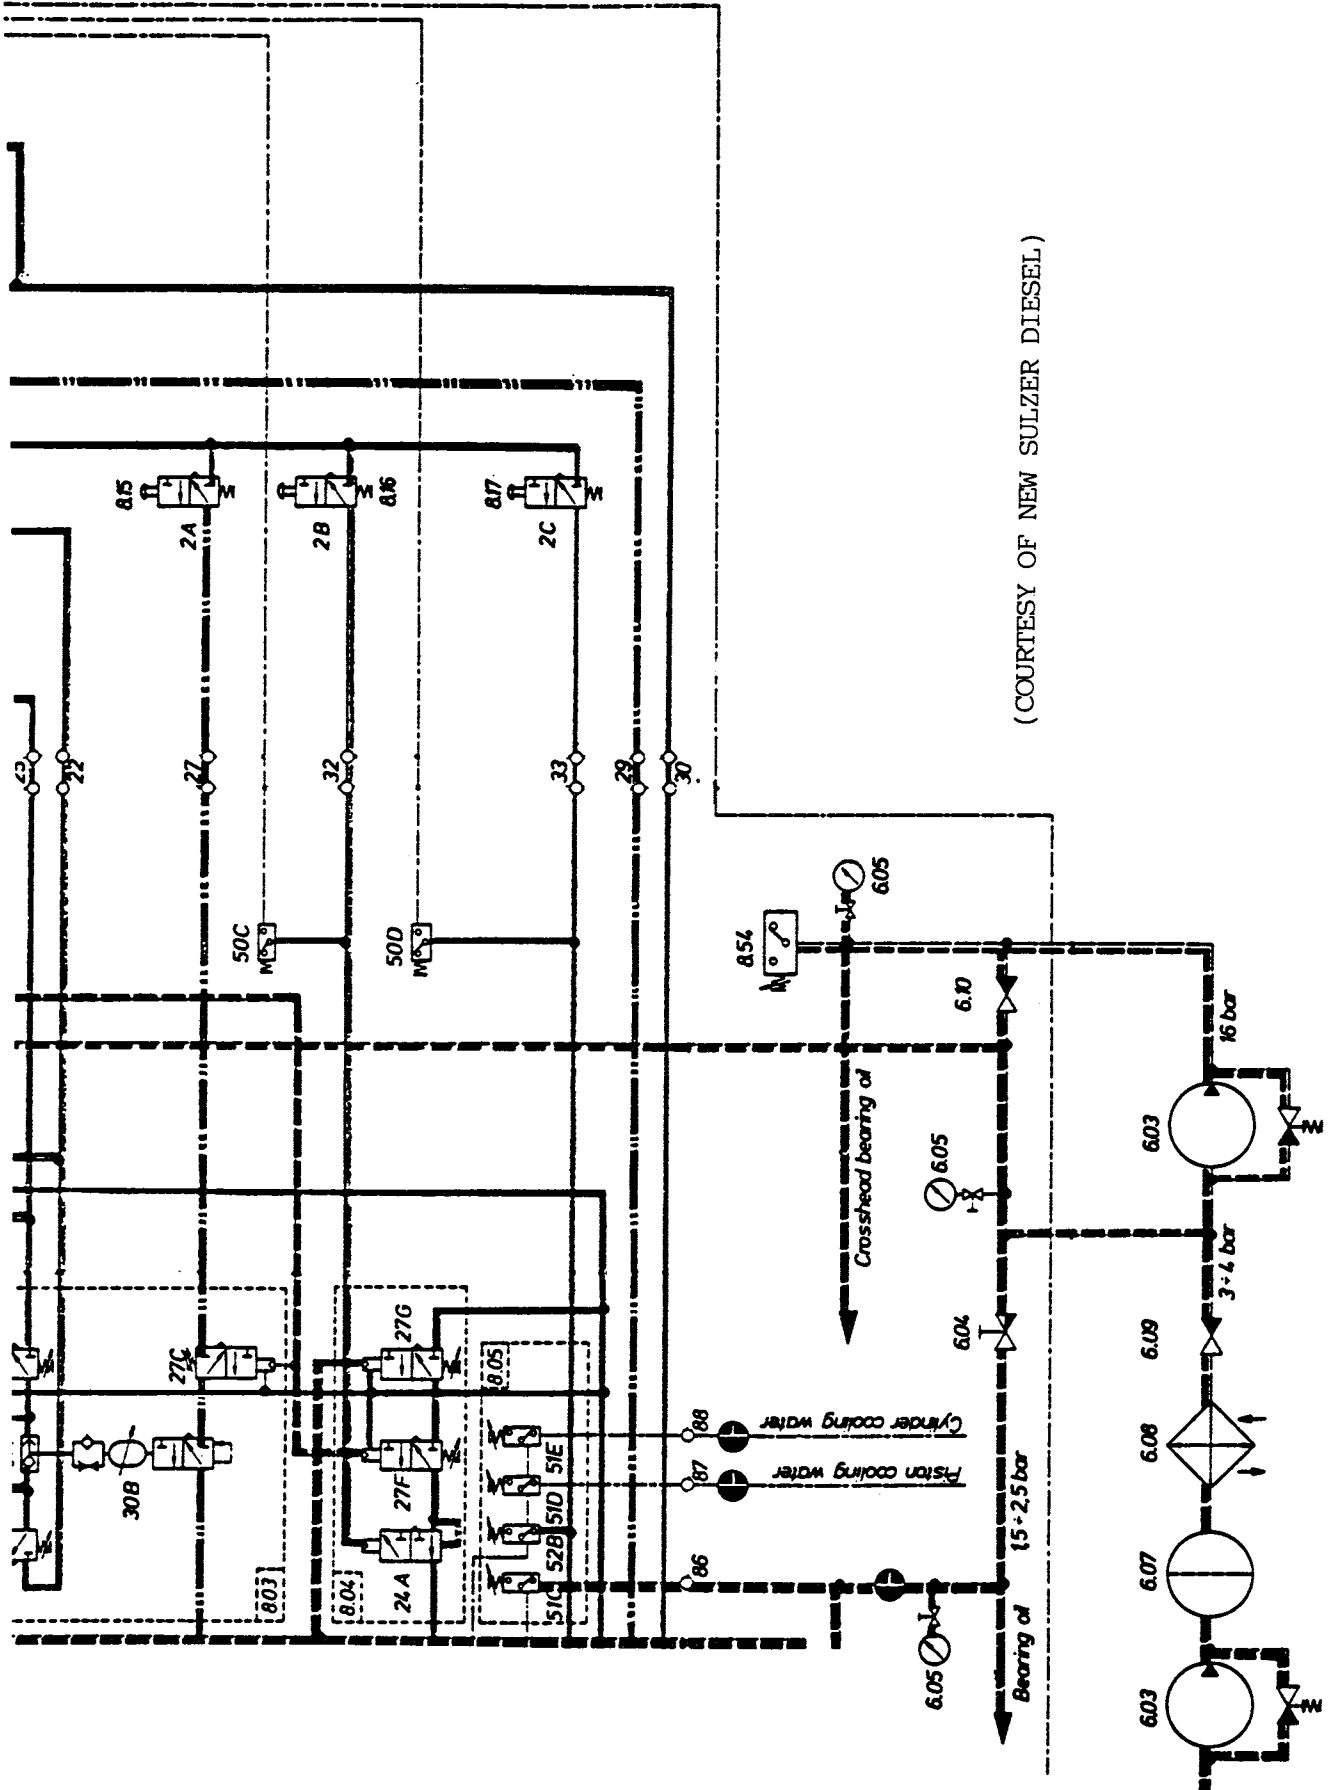 (COURTESY OF NEW SULZER DIESEL)
8.15
2A
2B
8.16
8.17
2C
22
27
32
33
29
30
50C
50D
8.54
6.05
6.10
16 bar
Crosshead bearing oil
6.05
6.03
3÷4 bar
27C
27G
8.05
6.04
6.09
30B
27F
51E
88
Cylinder cooling water
51D
87
Piston cooling water
52B
6.08
1,5÷2,5 bar
8.03
8.04
24A
51C
86
6.07
6.05
Bearing oil
6.03